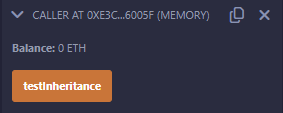 CALLER AT 0XE3C...6005F (MEMORY)
Balance: 0 ETH
testInheritance